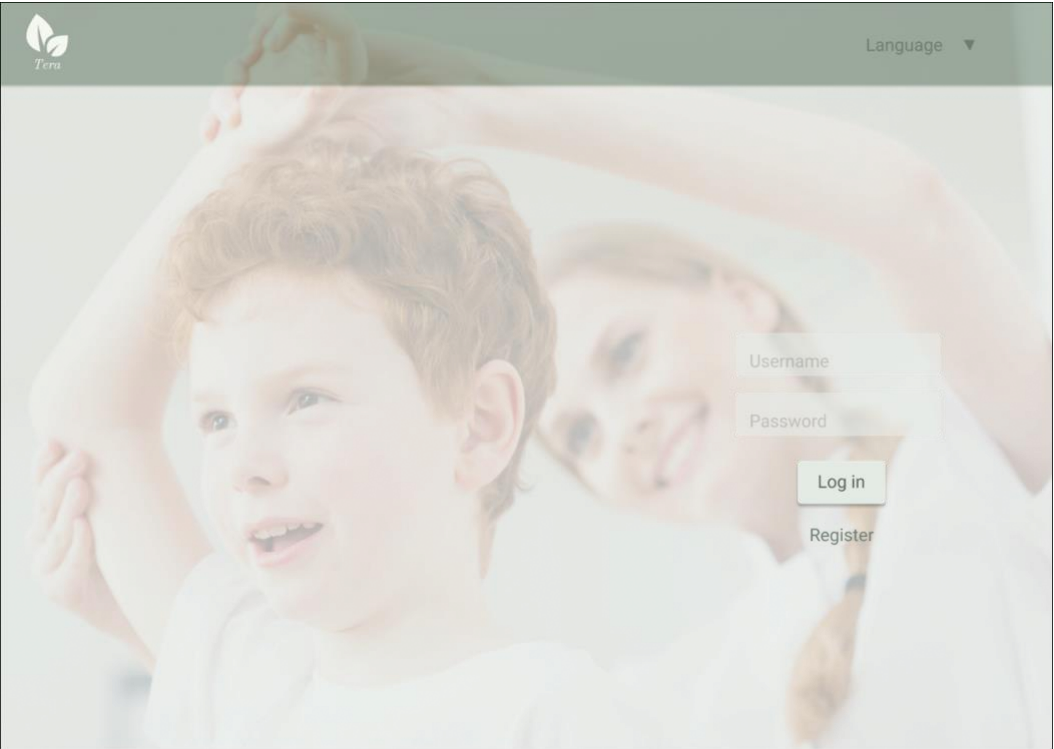 Tera
Language ▼
Username
Password
Log in
Register